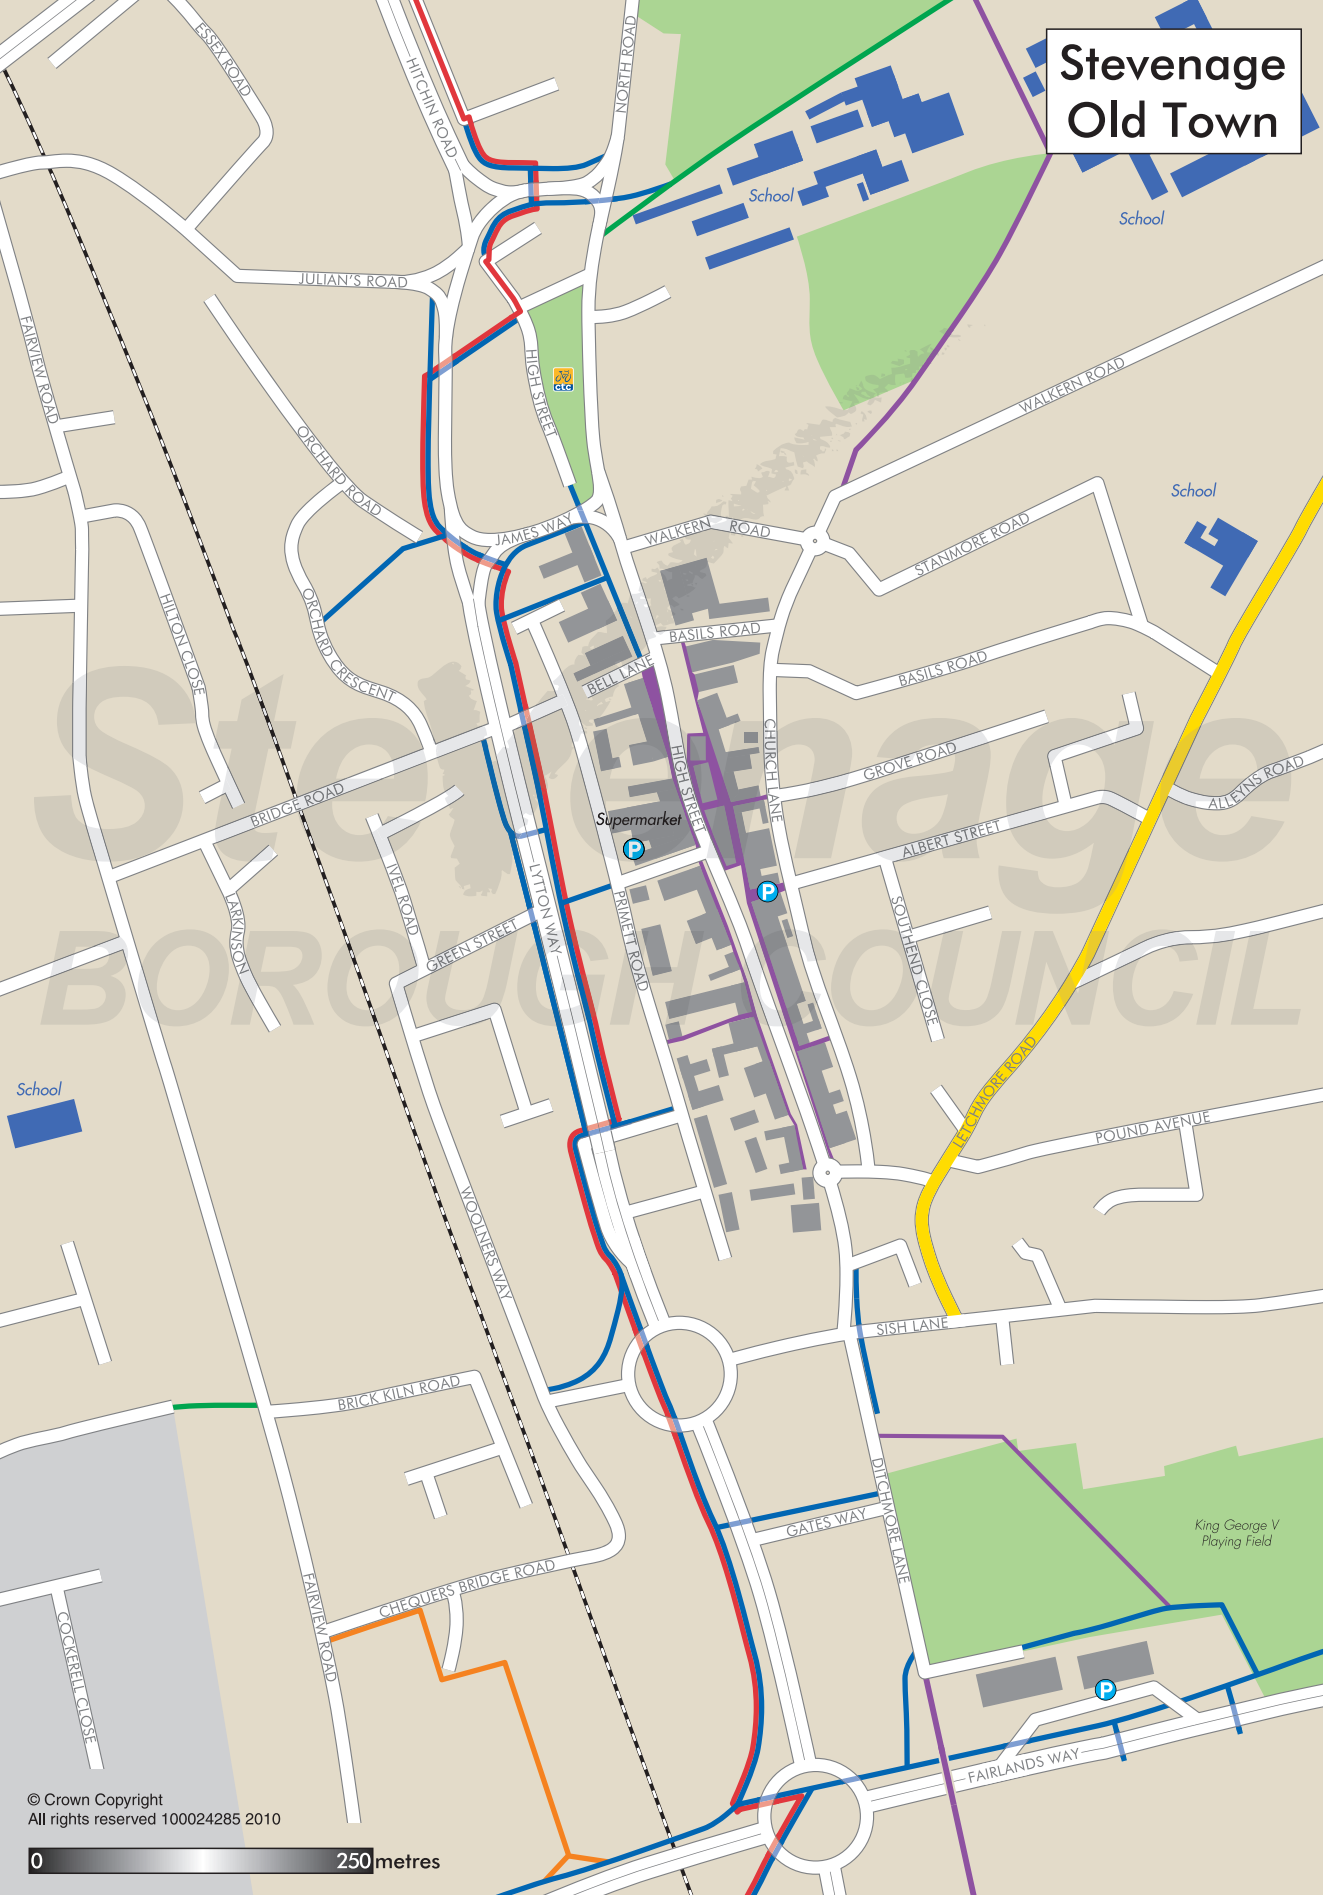 Stevenage
Old Town
ESSEX ROAD
HITCHIN ROAD
NORTH ROAD
School
School
JULIAN'S ROAD
FAIRVIEW ROAD
HIGH STREET
ctc
WALKERN ROAD
ORCHARD ROAD
JAMES WAY
WALKERN ROAD
School
STANMORE ROAD
HILTON CLOSE
ORCHARD CRESCENT
BASILS ROAD
BASILS ROAD
BELL LANE
Stevenage
BOROUGH COUNCIL
CHURCH LANE
HIGH STREET
GROVE ROAD
ALLEYNS ROAD
BRIDGE ROAD
Supermarket
P
ALBERT STREET
P
IVEL ROAD
LYTTON WAY
PRIMETT ROAD
LARKINSON
GREEN STREET
SOUTHEND CLOSE
School
LETCHMORE ROAD
POUND AVENUE
WOOLNERS WAY
SISH LANE
BRICK KILN ROAD
DITCHMORE LANE
GATES WAY
King George V
Playing Field
CHEQUERS BRIDGE ROAD
FAIRVIEW ROAD
COCKERELL CLOSE
P
FAIRLANDS WAY
© Crown Copyright
All rights reserved 100024285 2010
0 250 metres